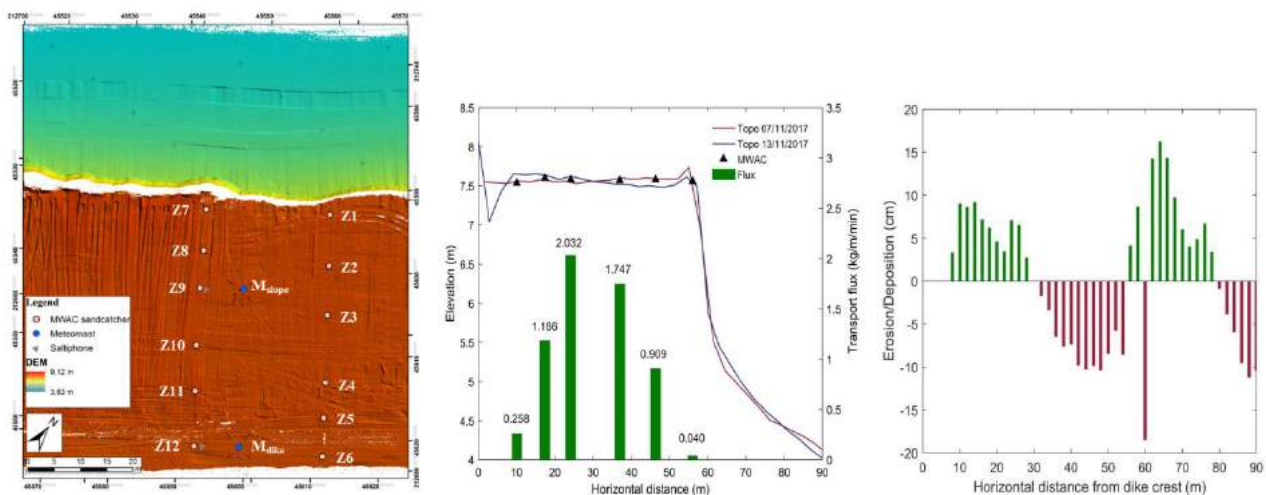 Z7
Z1
Z8
Z2
Z9
Mslope
Z3
Legend
MWAC sandcatcher
Meteomast
Saltiphone
DEM
9,12 m
3,63 m
Z10
Z11
Z4
Z5
Z12
Mdike
Z6
N
0 5 10 20
8.5
8
7.5
7
6.5
6
5.5
5
4.5
4
Elevation (m)
Topo 07/11/2017
Topo 13/11/2017
MWAC
Flux
0.258
1.186
2.032
1.747
0.909
0.040
0 10 20 30 40 50 60 70 80 90
Horizontal distance (m)
3.5
3
2.5
2
1.5
1
0.5
0
Transport flux (kg/m/min)
20
15
10
5
0
-5
-10
-15
-20
Erosion/Deposition (cm)
0 10 20 30 40 50 60 70 80 90
Horizontal distance from dike crest (m)